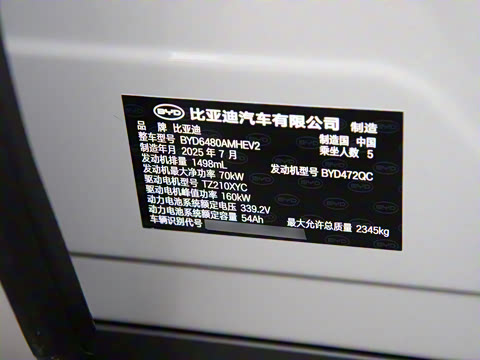 BYD 比亚迪汽车有限公司 制造
品 牌 比亚迪 制造国 中国
整车型号 BYD6480AMHEV2 乘坐人数 5
制造年月 2025 年 7 月
发动机排量 1498mL 发动机型号 BYD472QC
发动机最大净功率 70kW
驱动电机型号 TZ210XYC
驱动电机峰值功率 160kW
动力电池系统额定电压 339.2V
动力电池系统额定容量 54Ah 最大允许总质量 2345kg
车辆识别代号